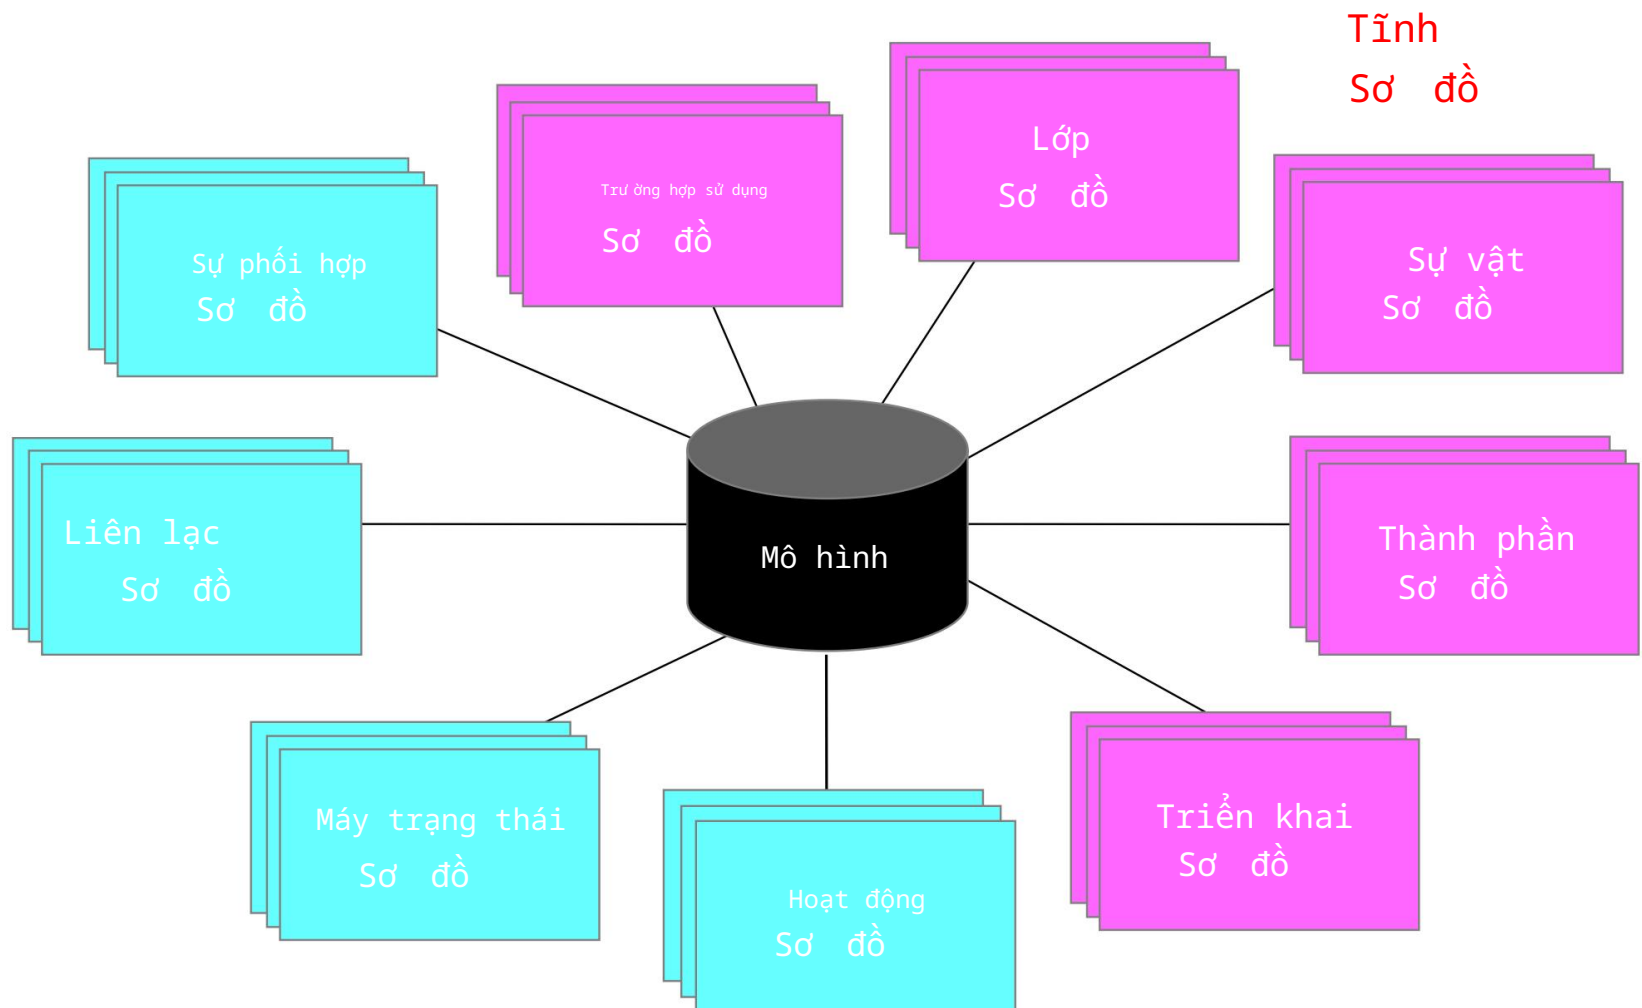 Tĩnh
Sơ đồ
Lớp
Sơ đồ
Trư ờng hợp sử dụng
Sơ đồ
Sự vật
Sơ đồ
Sự phối hợp
Sơ đồ
Liên lạc
Sơ đồ
Mô hình
Thành phần
Sơ đồ
Máy trạng thái
Sơ đồ
Triển khai
Sơ đồ
Hoạt động
Sơ đồ